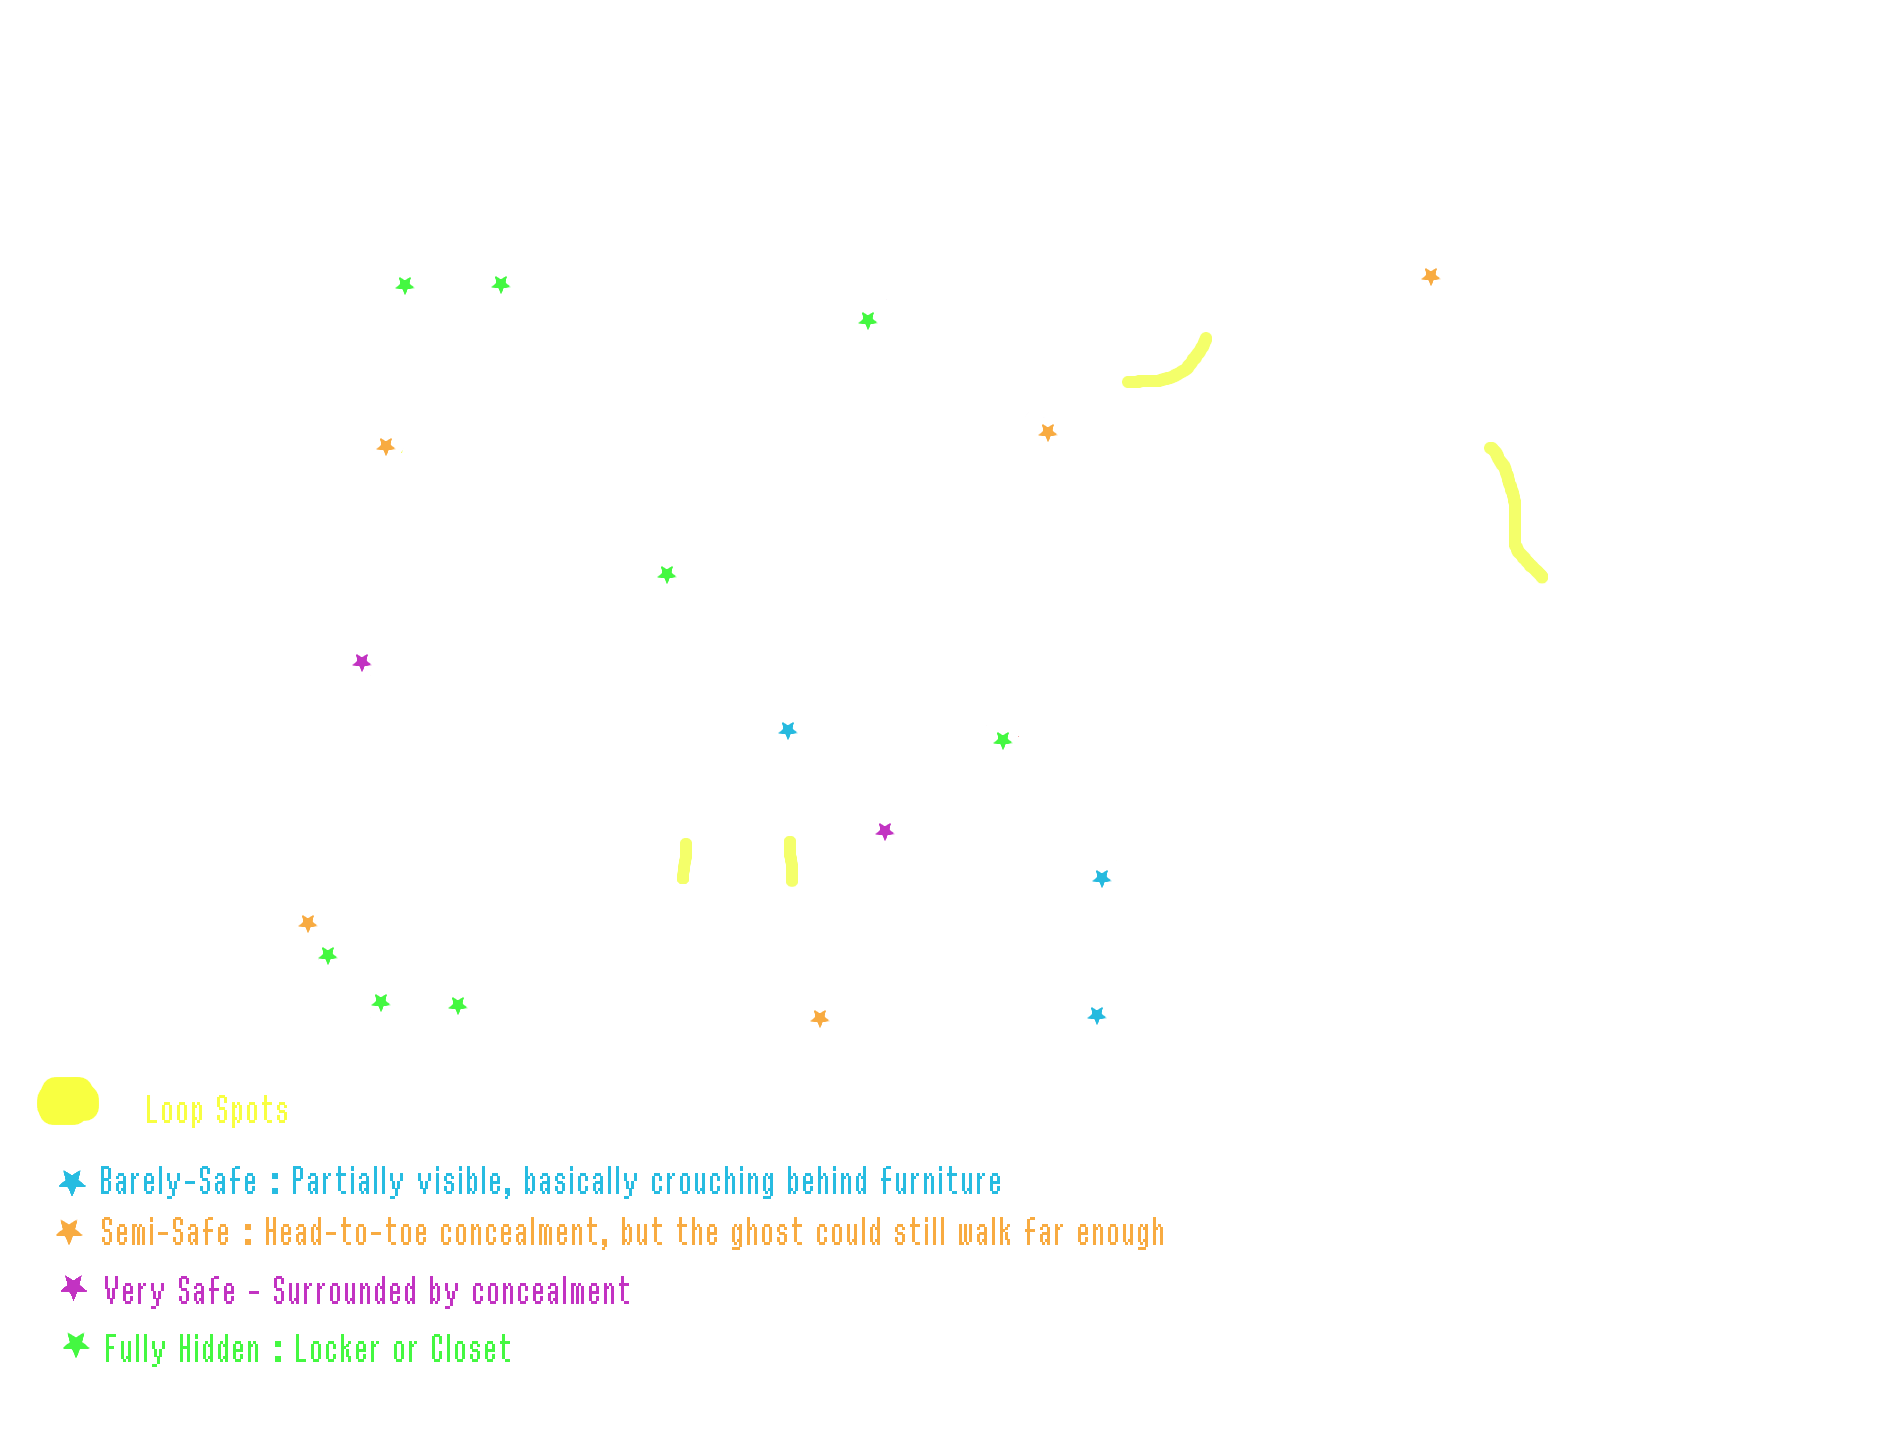 Loop Spots
Barely-Safe : Partially visible, basically crouching behind furniture
Semi-Safe : Head-to-toe concealment, but the ghost could still walk far enough
Very Safe - Surrounded by concealment
Fully Hidden : Locker or Closet